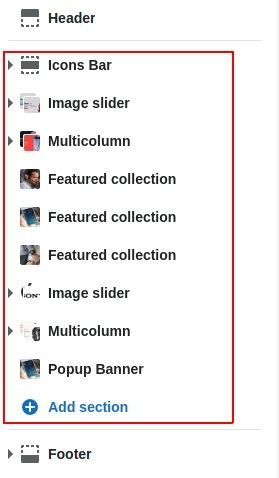 Header
Icons Bar
Image slider
Multicolumn
Featured collection
Featured collection
Featured collection
Image slider
Multicolumn
Popup Banner
Add section
Footer